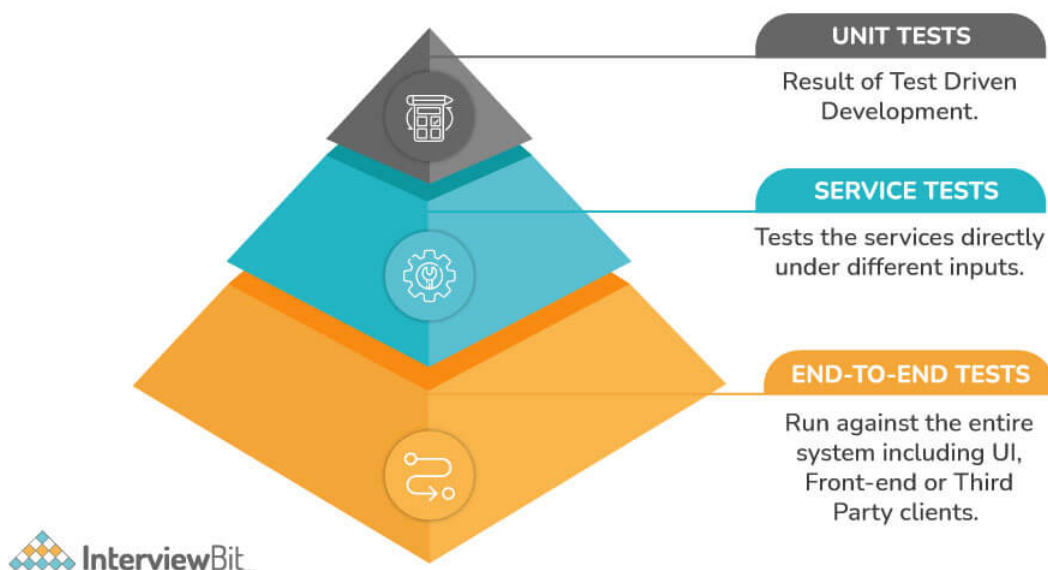 UNIT TESTS
Result of Test Driven
Development.
SERVICE TESTS
Tests the services directly
under different inputs.
END-TO-END TESTS
Run against the entire
system including UI,
Front-end or Third
Party clients.
InterviewBit